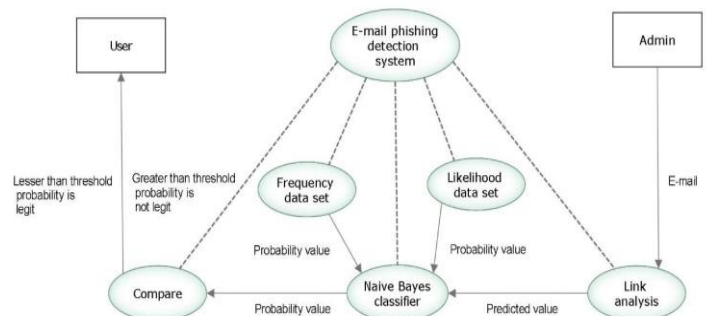 User
E-mail phishing
detection
system
Admin
Frequency
data set
Likelihood
data set
Lesser than threshold
probability is
legit
Greater than threshold
probability is
not legit
E-mail
Probability value
Probability value
Compare
Probability value
Naive Bayes
classifier
Predicted value
Link
analysis